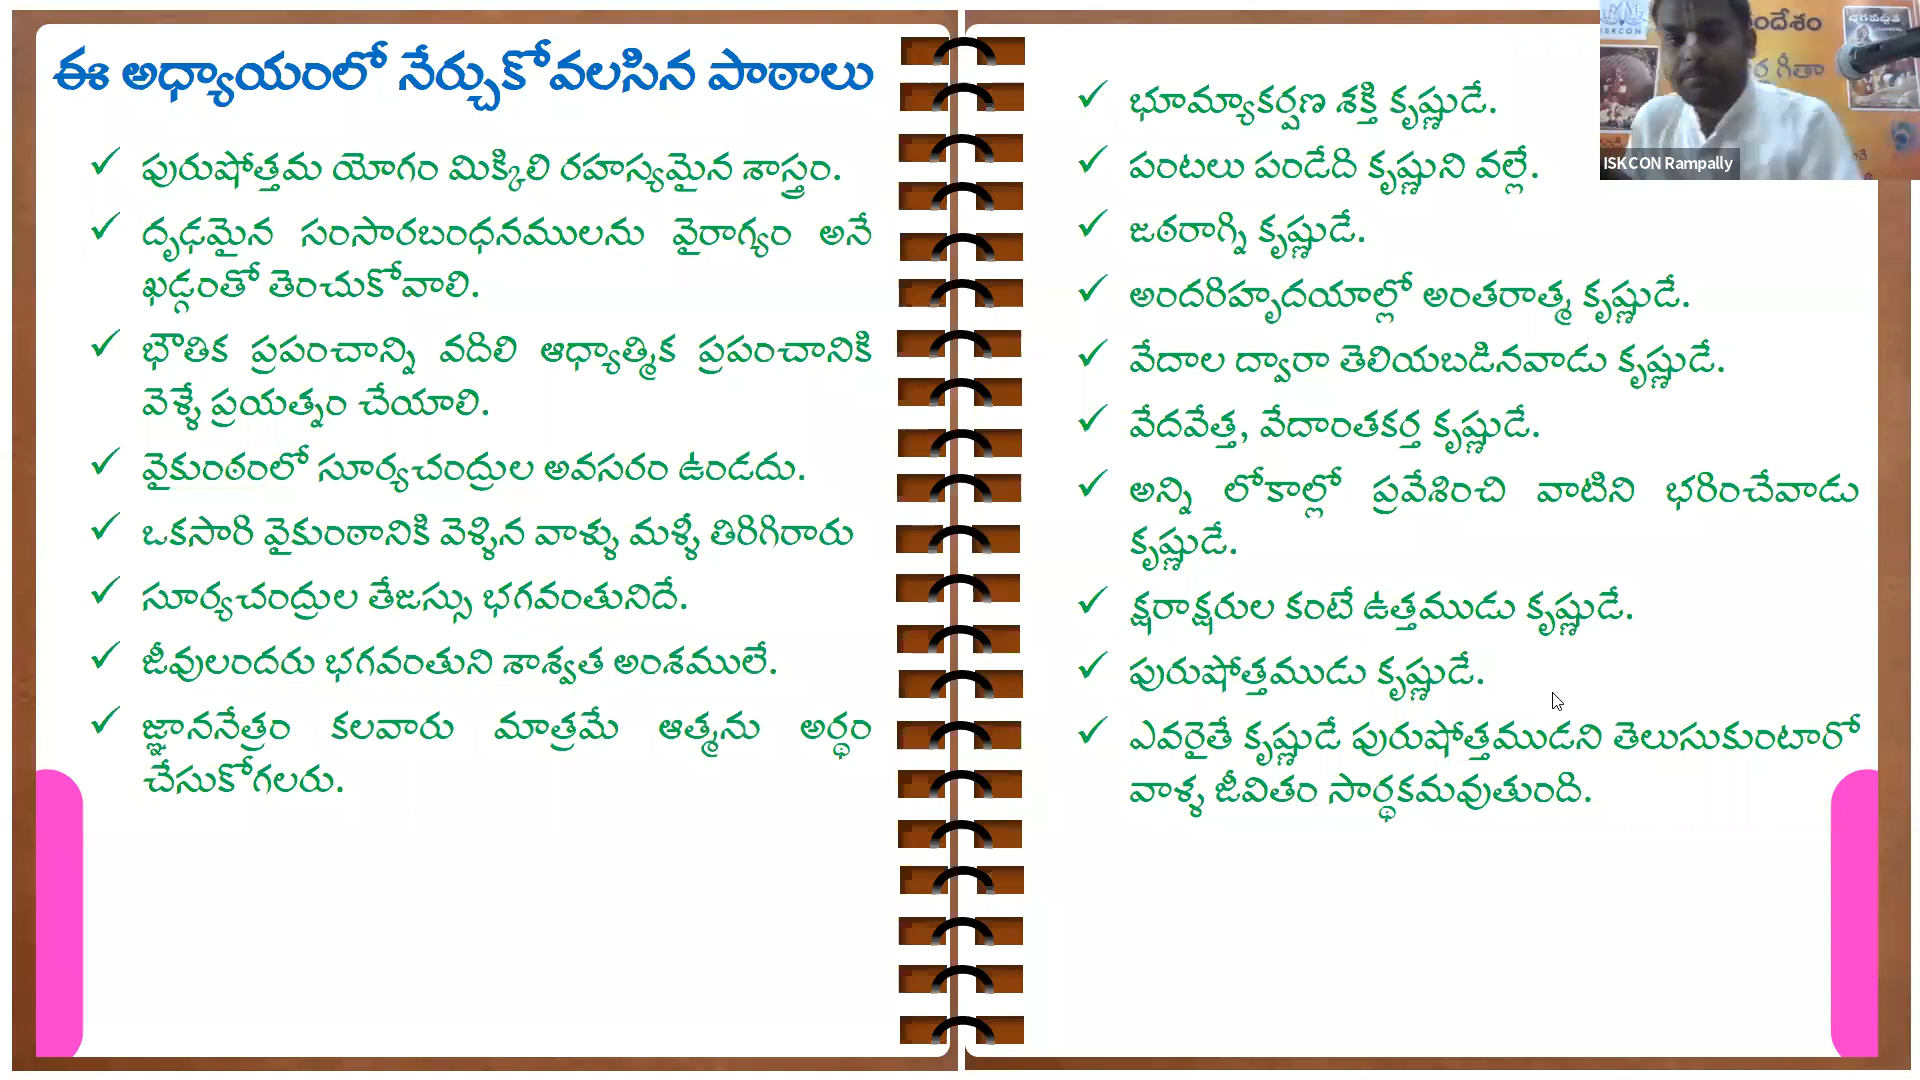 ఈ అధ్యాయంలో నేర్చుకోవలసిన పాఠాలు
పురుషోత్తమ యోగం మిక్కిలి రహస్యమైన శాస్త్రం.
దృఢమైన సంసారబంధనములను వైరాగ్యం అనే
ఖడ్గంతో తెంచుకోవాలి.
భౌతిక ప్రపంచాన్ని వదిలి ఆధ్యాత్మిక ప్రపంచానికి
వెళ్ళే ప్రయత్నం చేయాలి.
వైకుంఠంలో సూర్యచంద్రుల అవసరం ఉండదు.
ఒకసారి వైకుంఠానికి వెళ్ళిన వాళ్ళు మళ్ళీ తిరిగిరారు
సూర్యచంద్రుల తేజస్సు భగవంతునిదే.
జీవులందరు భగవంతుని శాశ్వత అంశములే.
జ్ఞాననేత్రం కలవారు మాత్రమే ఆత్మను అర్థం
చేసుకోగలరు.
భూమ్యాకర్షణ శక్తి కృష్ణుడే.
పంటలు పండేది కృష్ణుని వల్లే.
జఠరాగ్ని కృష్ణుడే.
అందరిహృదయాల్లో అంతరాత్మ కృష్ణుడే.
వేదాల ద్వారా తెలియబడినవాడు కృష్ణుడే.
వేదవేత్త, వేదాంతకర్త కృష్ణుడే.
అన్ని లోకాల్లో ప్రవేశించి వాటిని భరించేవాడు
కృష్ణుడే.
క్షరాక్షరుల కంటే ఉత్తముడు కృష్ణుడే.
పురుషోత్తముడు కృష్ణుడే.
ఎవరైతే కృష్ణుడే పురుషోత్తముడని తెలుసుకుంటారో
వాళ్ళ జీవితం సార్థకమవుతుంది.
ISKCON
గీతా
ISKCON Rampally